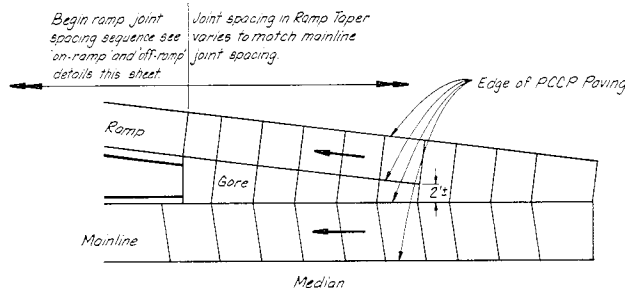 Begin ramp joint
spacing sequence see
'on-ramp' and 'off-ramp'
details this sheet.
Joint spacing in Ramp Taper
varies to match mainline
joint spacing.
Edge of PCCP Paving
Ramp
Gore
2'±
Mainline
Median